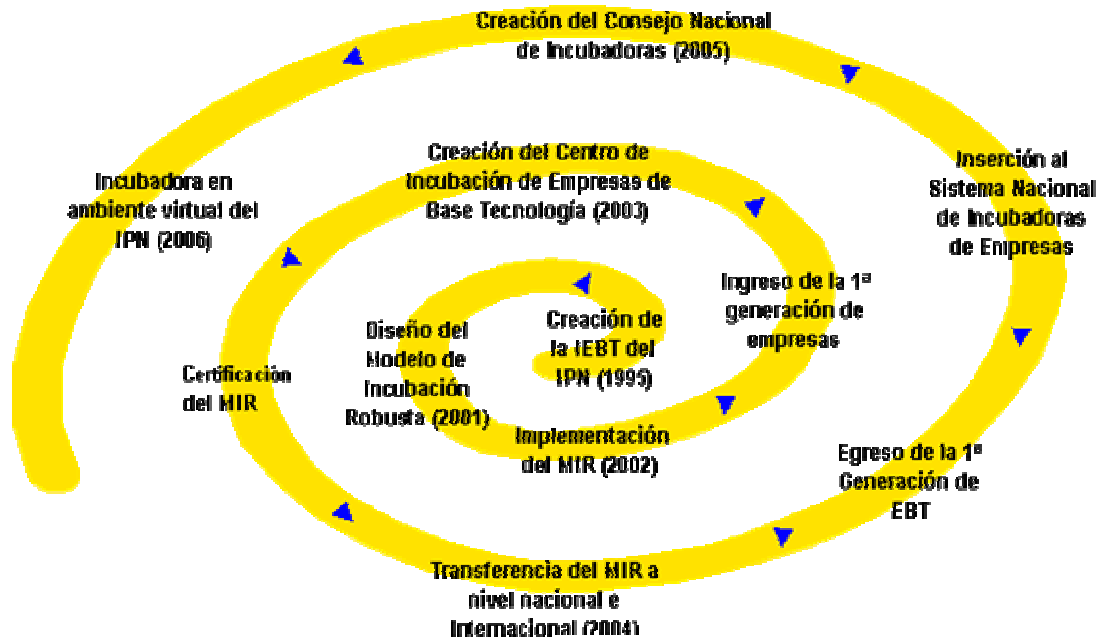 Creación del Consejo Nacional
de Incubadoras (2005)
Incubadora en
ambiente virtual del
IPN (2006)
Creación del Centro de
Incubación de Empresas de
Base Tecnología (2003)
Inserción al
Sistema Nacional
de Incubadoras
de Empresas
Ingreso de la 1ª
generación de
empresas
Creación de
la IEBT del
IPN (1995)
Diseño del
Modelo de
Incubación
Robusta (2001)
Certificación
del MIR
Implementación
del MIR (2002)
Egreso de la 1ª
Generación de
EBT
Transferencia del MIR a
nivel nacional e
Internacional (2004)